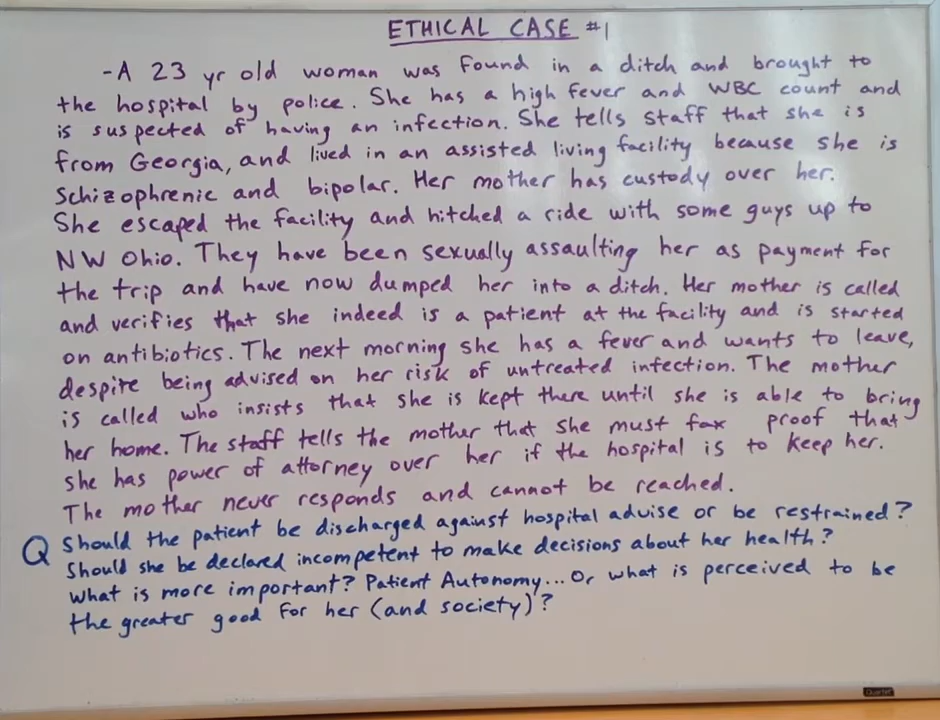 ETHICAL CASE #1
-A 23 yr old woman was found in a ditch and brought to
the hospital by police. She has a high fever and WBC count and
is suspected of having an infection. She tells staff that she is
from Georgia, and lived in an assisted living facility because she is
Schizophrenic and bipolar. Her mother has custody over her.
She escaped the facility and hitched a ride with some guys up to
NW Ohio. They have been sexually assaulting her as payment for
the trip and have now dumped her into a ditch. Her mother is called
and verifies that she indeed is a patient at the facility and is started
on antibiotics. The next morning she has a fever and wants to leave,
despite being advised on her risk of untreated infection. The mother
is called who insists that she is kept there until she is able to bring
her home. The staff tells the mother that she must fax proof that
she has power of attorney over her if the hospital is to keep her.
The mother never responds and cannot be reached.
Q Should the patient be discharged against hospital advise or be restrained?
Should she be declared incompetent to make decisions about her health?
What is more important? Patient Autonomy... Or what is perceived to be
the greater good for her (and society)?
Quartet